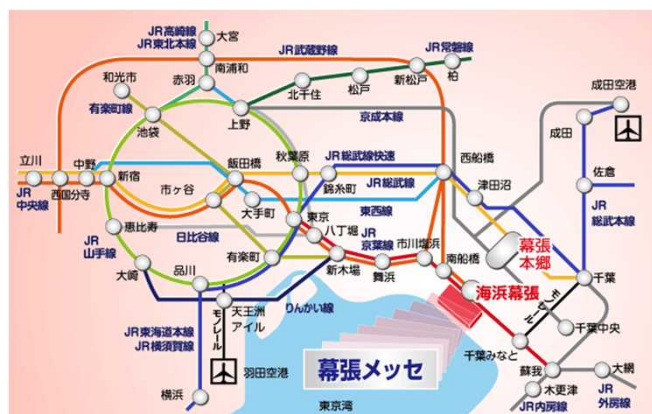 JR高崎線
JR東北本線
大宮
JR武蔵野線
JR常磐線
和光市
赤羽
南浦和
北千住
松戸
新松戸
柏
成田空港
有楽町線
池袋
上野
京成本線
成田
立川
中野
飯田橋
秋葉原
JR総武線快速
西船橋
佐倉
JR
中央線
西国分寺
新宿
市ヶ谷
錦糸町
JR総武線
津田沼
JR
総武本線
大手町
東西線
恵比寿
東京
JR
山手線
日比谷線
八丁堀
JR
京葉線
市川塩浜
幕張
本郷
大崎
品川
有楽町
新木場
舞浜
南船橋
千葉
海浜幕張
りんかい線
モノレール
JR東海道本線
JR横須賀線
モノレール
天王洲
アイル
千葉中央
千葉みなと
幕張メッセ
蘇我
羽田空港
大網
横浜
木更津
JR
外房線
東京湾
JR内房線